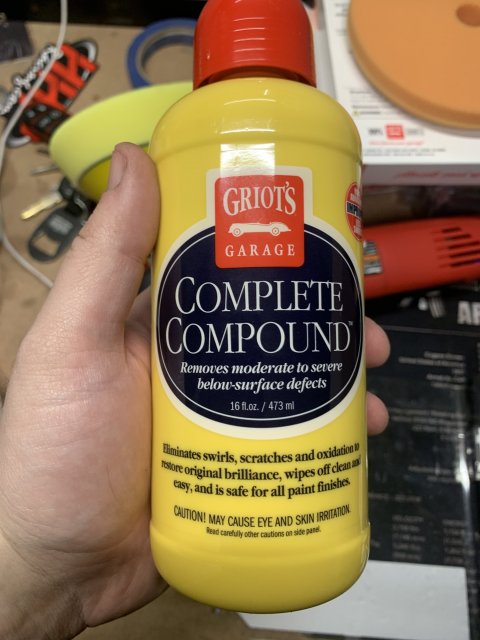 GRIOT'S
GARAGE
COMPLETE
COMPOUND™
Removes moderate to severe
below-surface defects
16 fl.oz. / 473 ml
Eliminates swirls, scratches and oxidation to
restore original brilliance, wipes off clean and
easy, and is safe for all paint finishes.
CAUTION! MAY CAUSE EYE AND SKIN IRRITATION.
Read carefully other cautions on side panel.